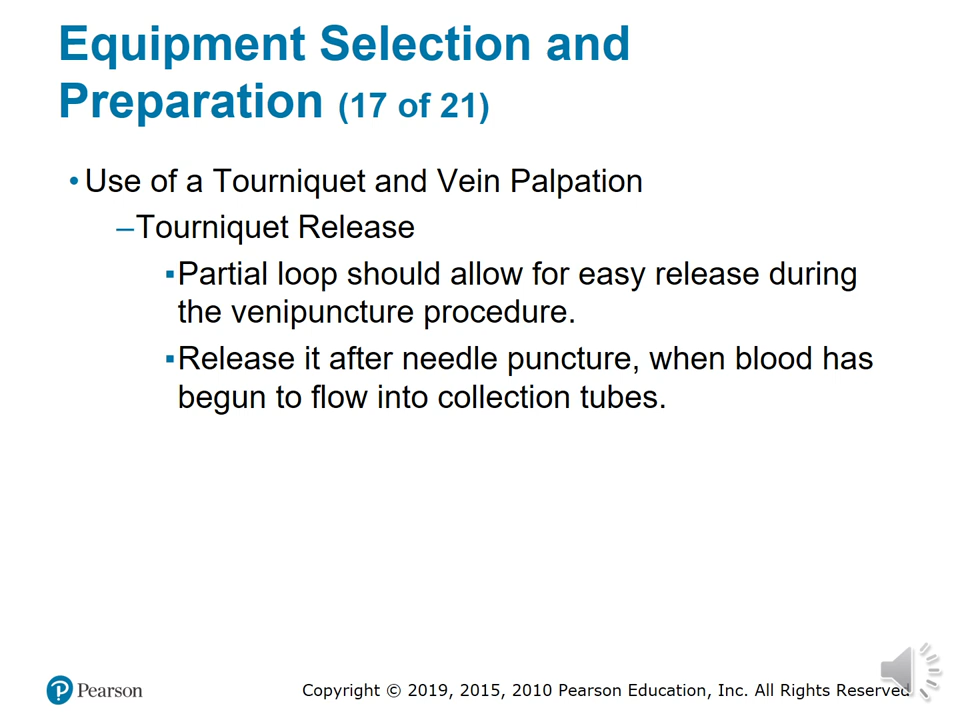 Equipment Selection and
Preparation (17 of 21)
• Use of a Tourniquet and Vein Palpation
–Tourniquet Release
▪Partial loop should allow for easy release during
the venipuncture procedure.
▪Release it after needle puncture, when blood has
begun to flow into collection tubes.
Pearson
Copyright © 2019, 2015, 2010 Pearson Education, Inc. All Rights Reserved